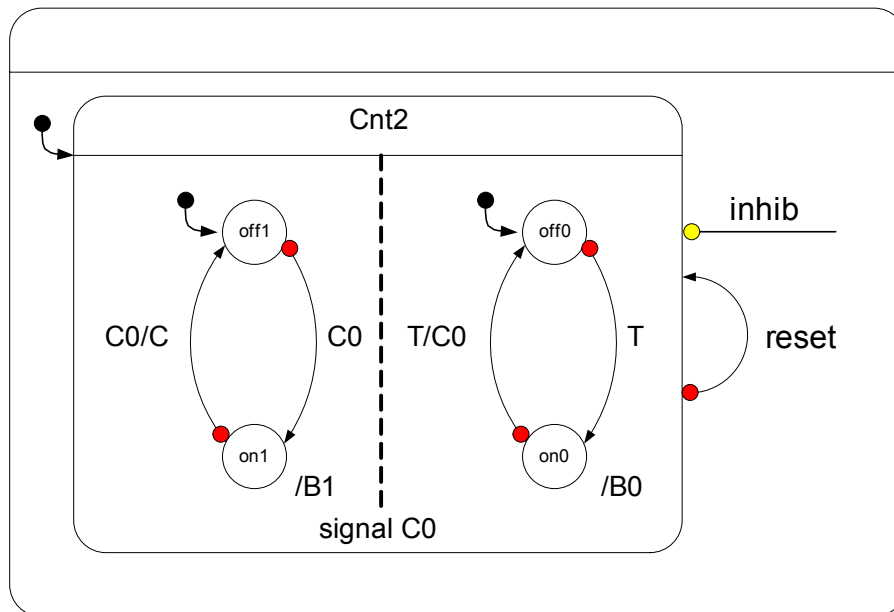 Cnt2
inhib
off1
off0
C0/C
C0
T/C0
T
reset
on1
on0
/B1
/B0
signal C0